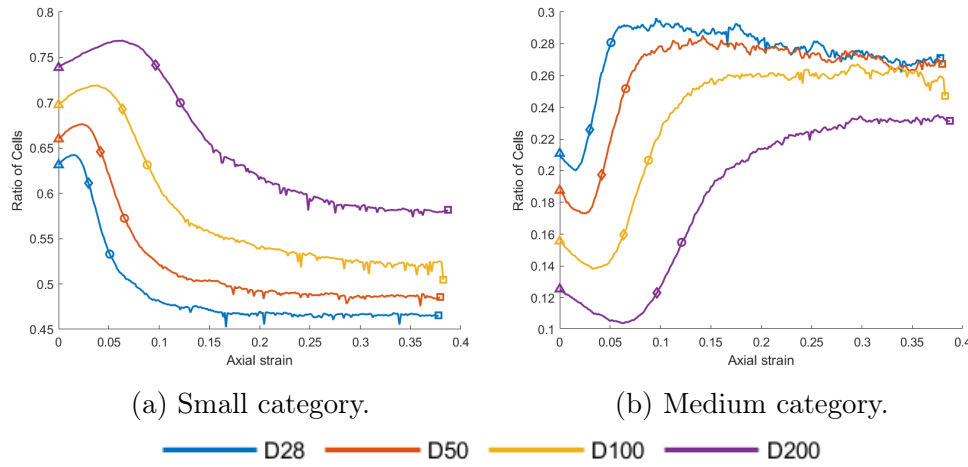 0.8
0.75
0.7
0.65
0.6
0.55
0.5
0.45
Ratio of Cells
0 0.05 0.1 0.15 0.2 0.25 0.3 0.35 0.4
Axial strain
(a) Small category.
0.3
0.28
0.26
0.24
0.22
0.2
0.18
0.16
0.14
0.12
0.1
Ratio of Cells
0 0.05 0.1 0.15 0.2 0.25 0.3 0.35 0.4
Axial strain
(b) Medium category.
D28 D50 D100 D200